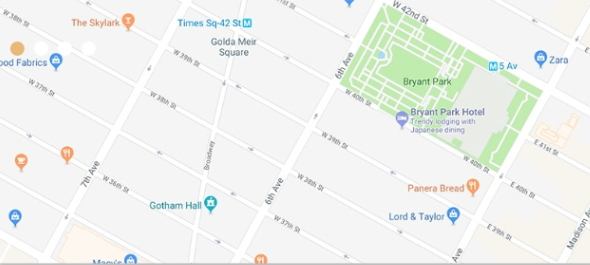 W 42nd St
The Skylark
Times Sq-42 St M
W 38th St
Golda Meir
Square
W 39th St
6th Ave
M 5 Av
Zara
ood Fabrics
Bryant Park
W 37th St
W 38th St
W 40th St
Bryant Park Hotel
Trendy lodging with
Japanese dining
Broadway
W 39th St
E 41st St
W 40th St
7th Ave
W 36th St
W 38th St
Panera Bread
E 40th St
6th Ave
Gotham Hall
Lord & Taylor
W 37th St
E 39th St
Madison Av
Ave
Macy's